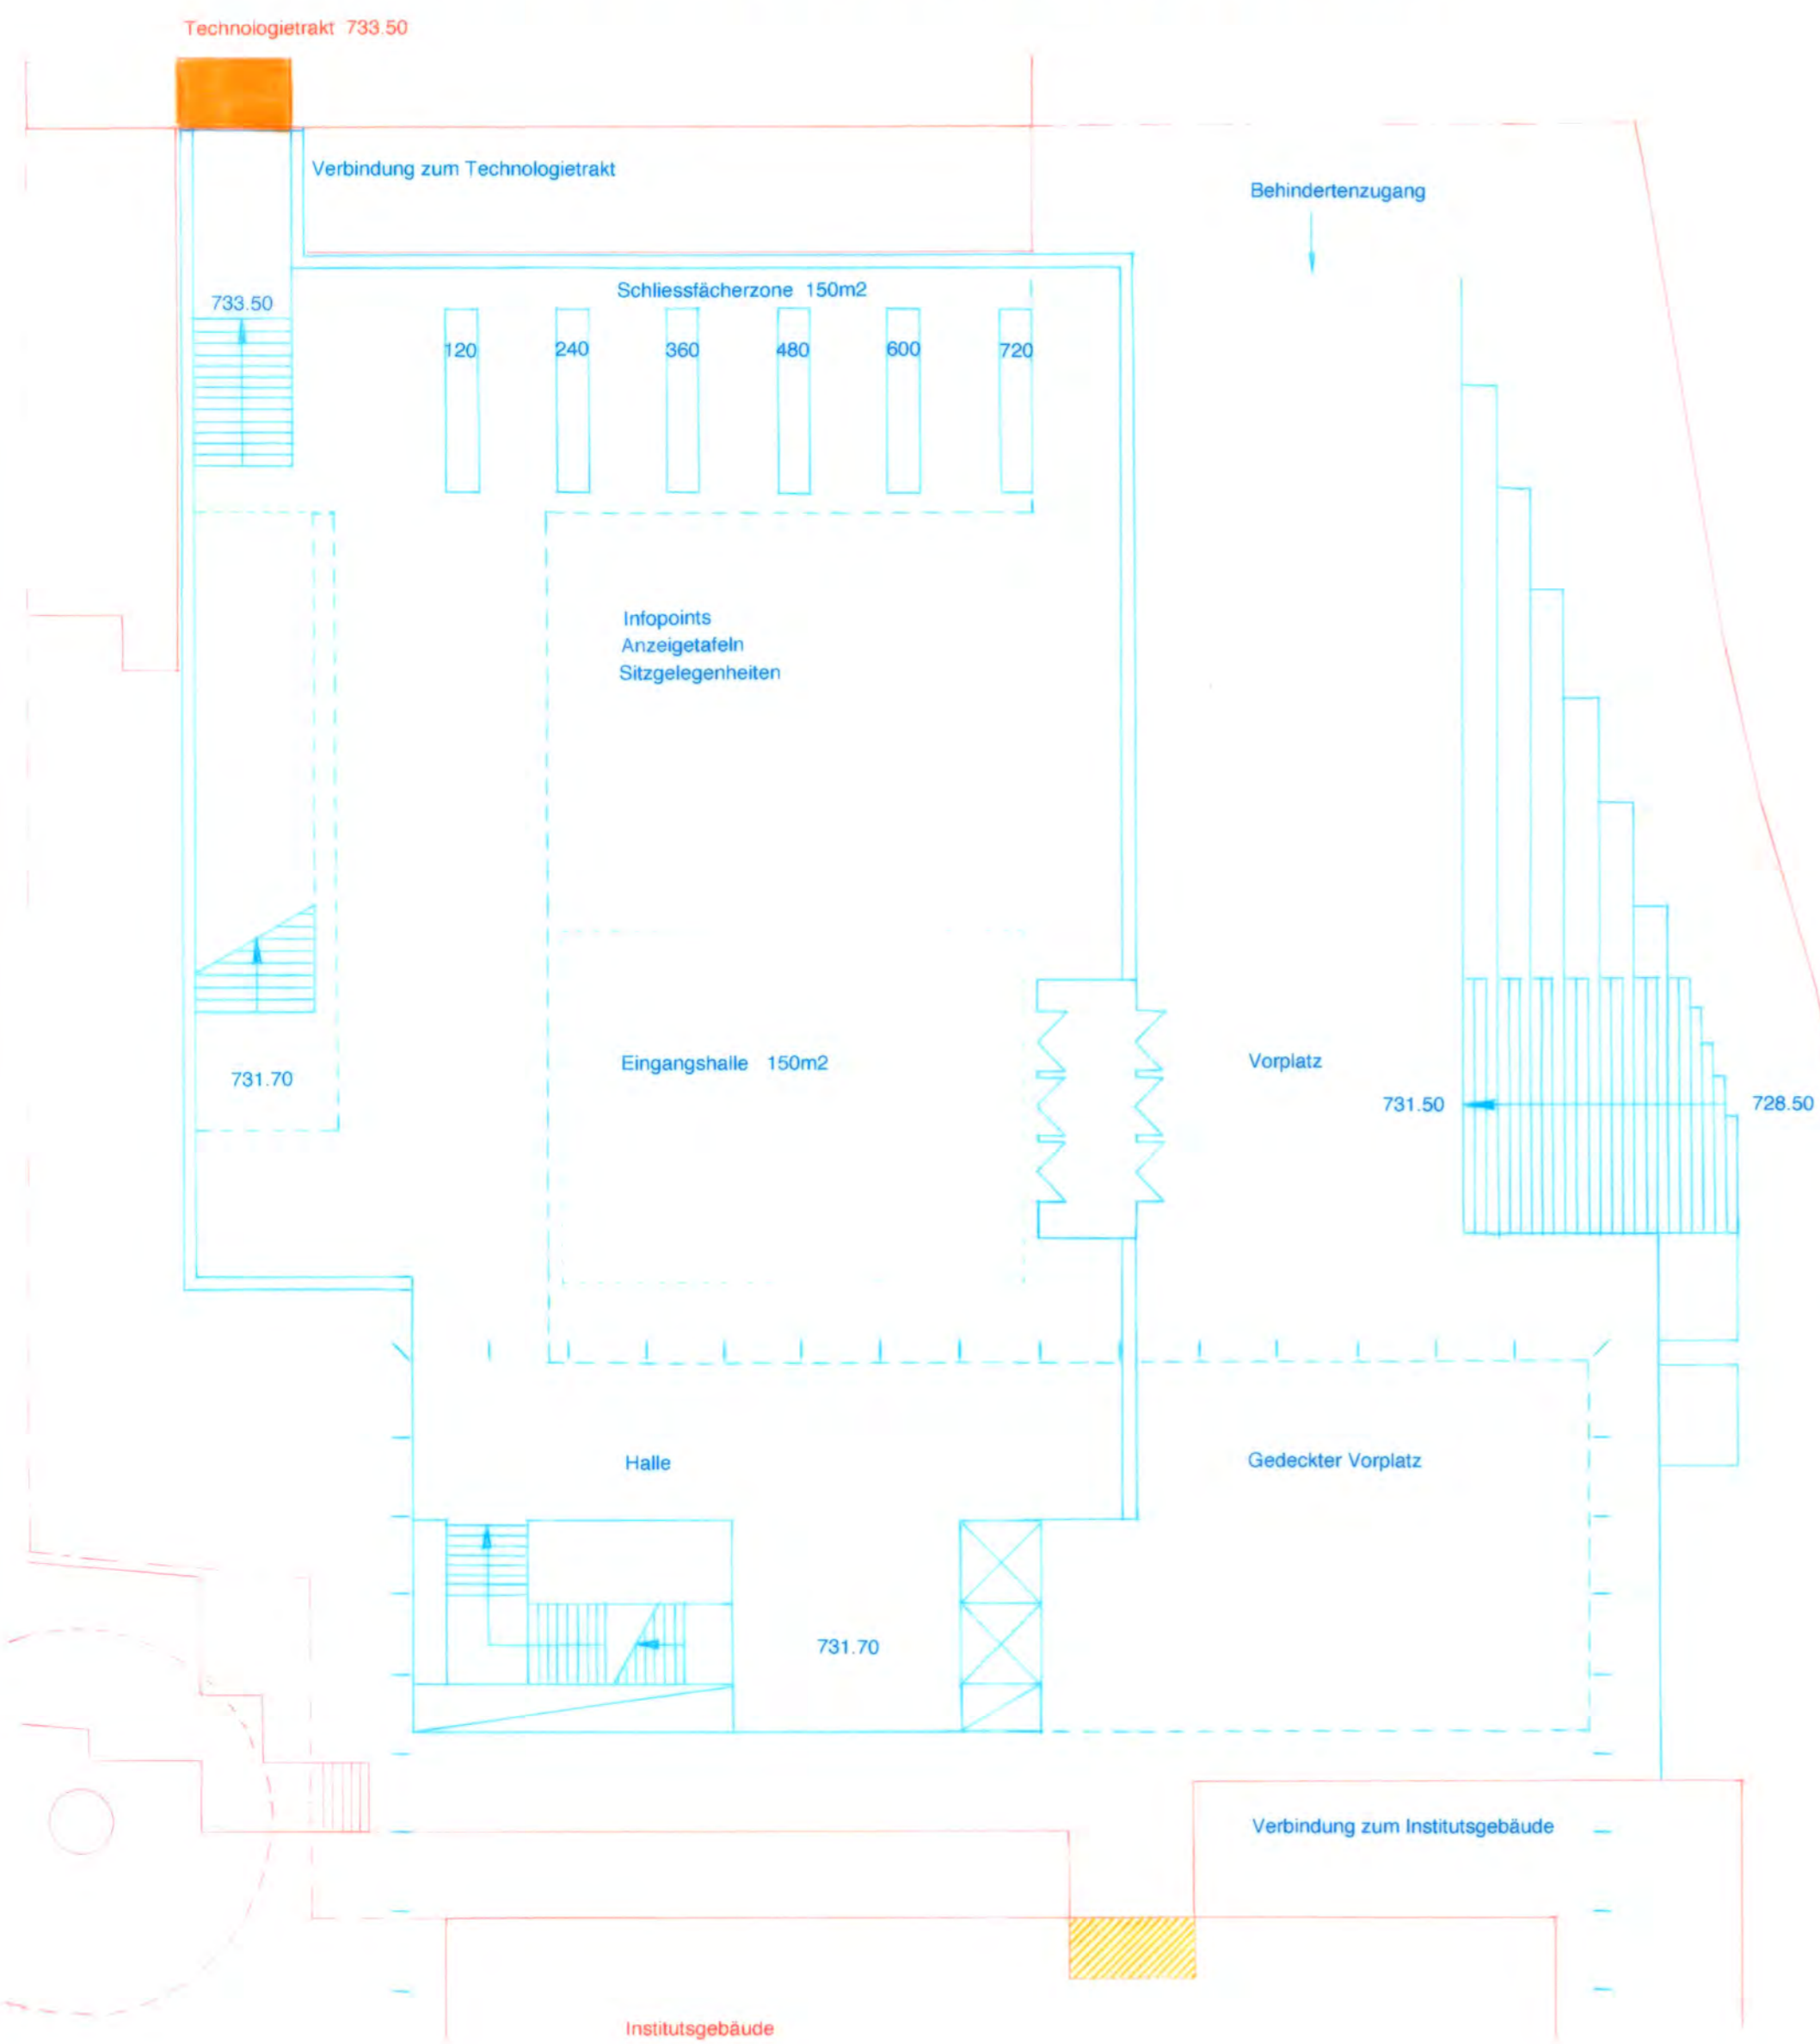 Technologietrakt 733.50
Verbindung zum Technologietrakt
Behindertenzugang
Schliessfächerzone 150m2
733.50
120 240 360 480 600 720
Infopoints
Anzeigetafeln
Sitzgelegenheiten
Eingangshalle 150m2
Vorplatz
731.70
731.50
728.50
Halle
Gedeckter Vorplatz
731.70
Verbindung zum Institutsgebäude
Institutsgebäude